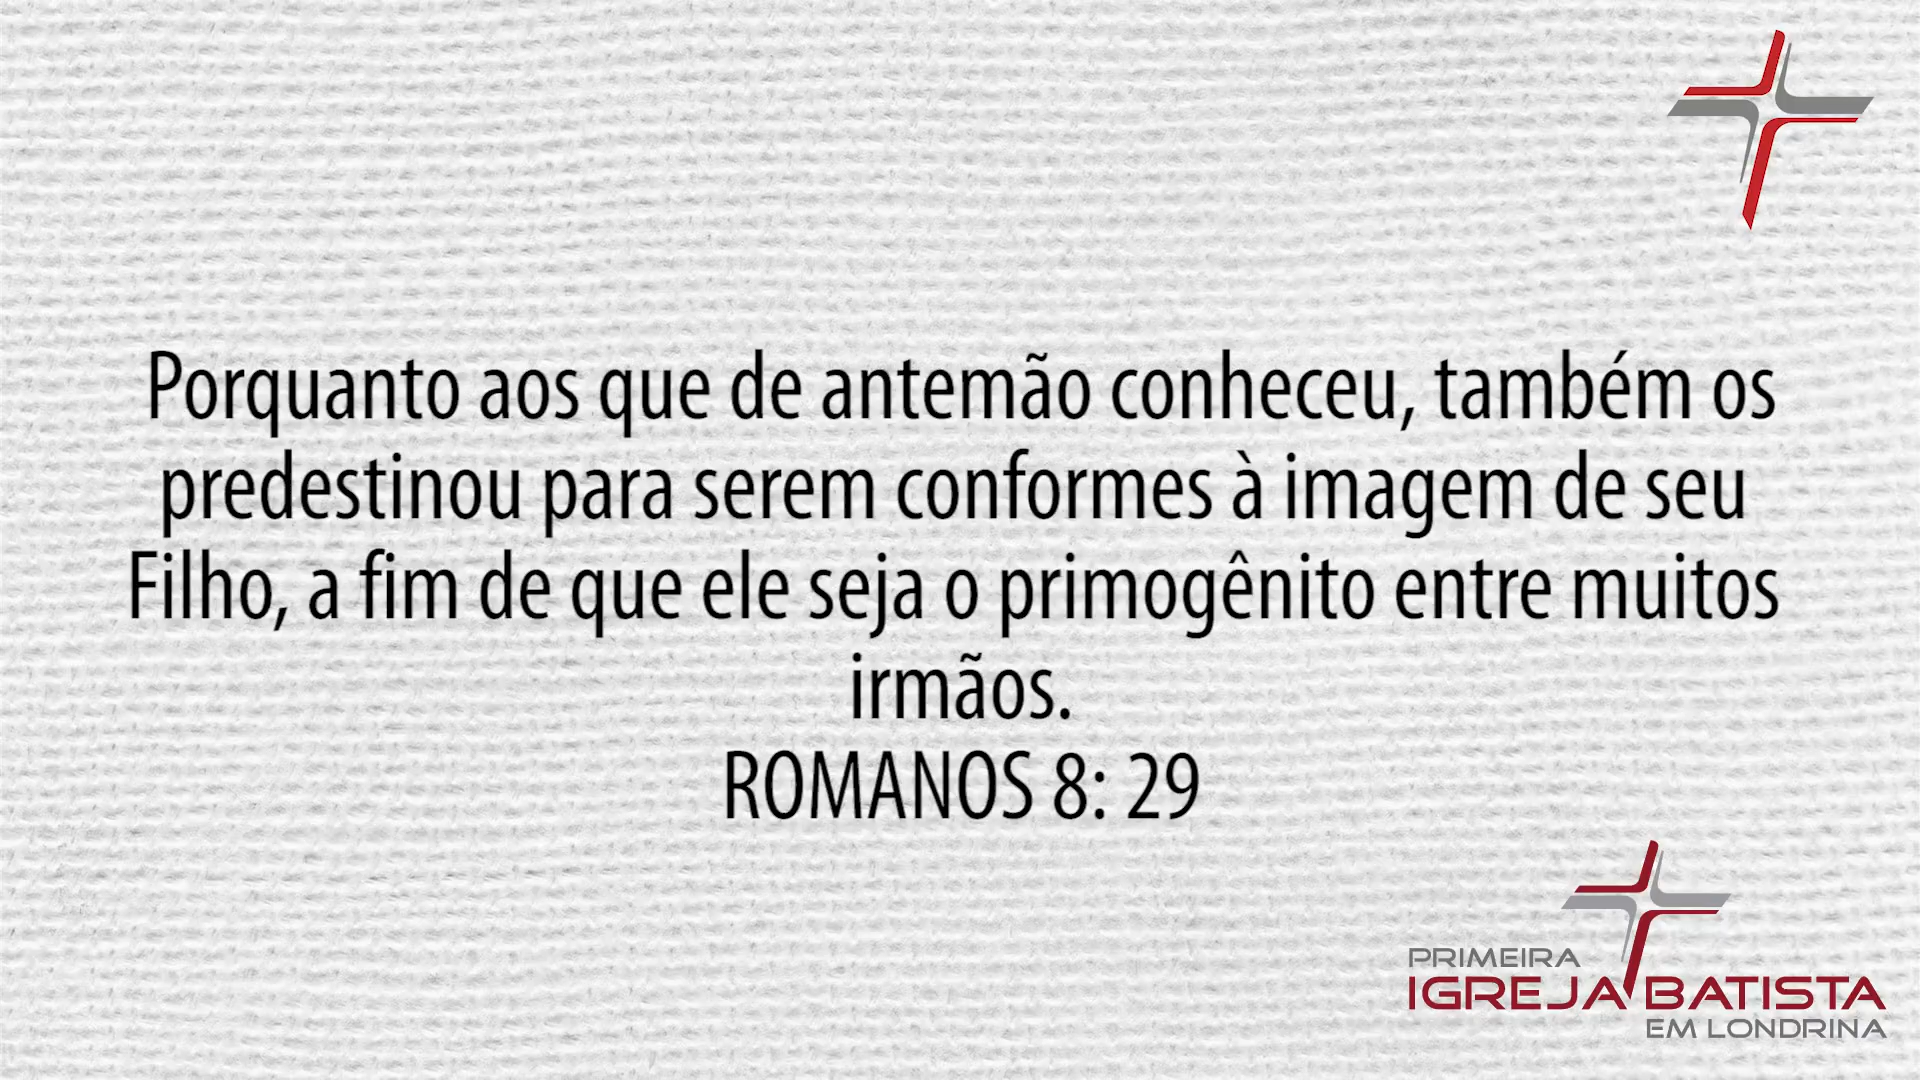 Porquanto aos que de antemão conheceu, também os
predestinou para serem conformes à imagem de seu
Filho, a fim de que ele seja o primogênito entre muitos
irmãos.
ROMANOS 8: 29
PRIMEIRA
IGREJA BATISTA
EM LONDRINA